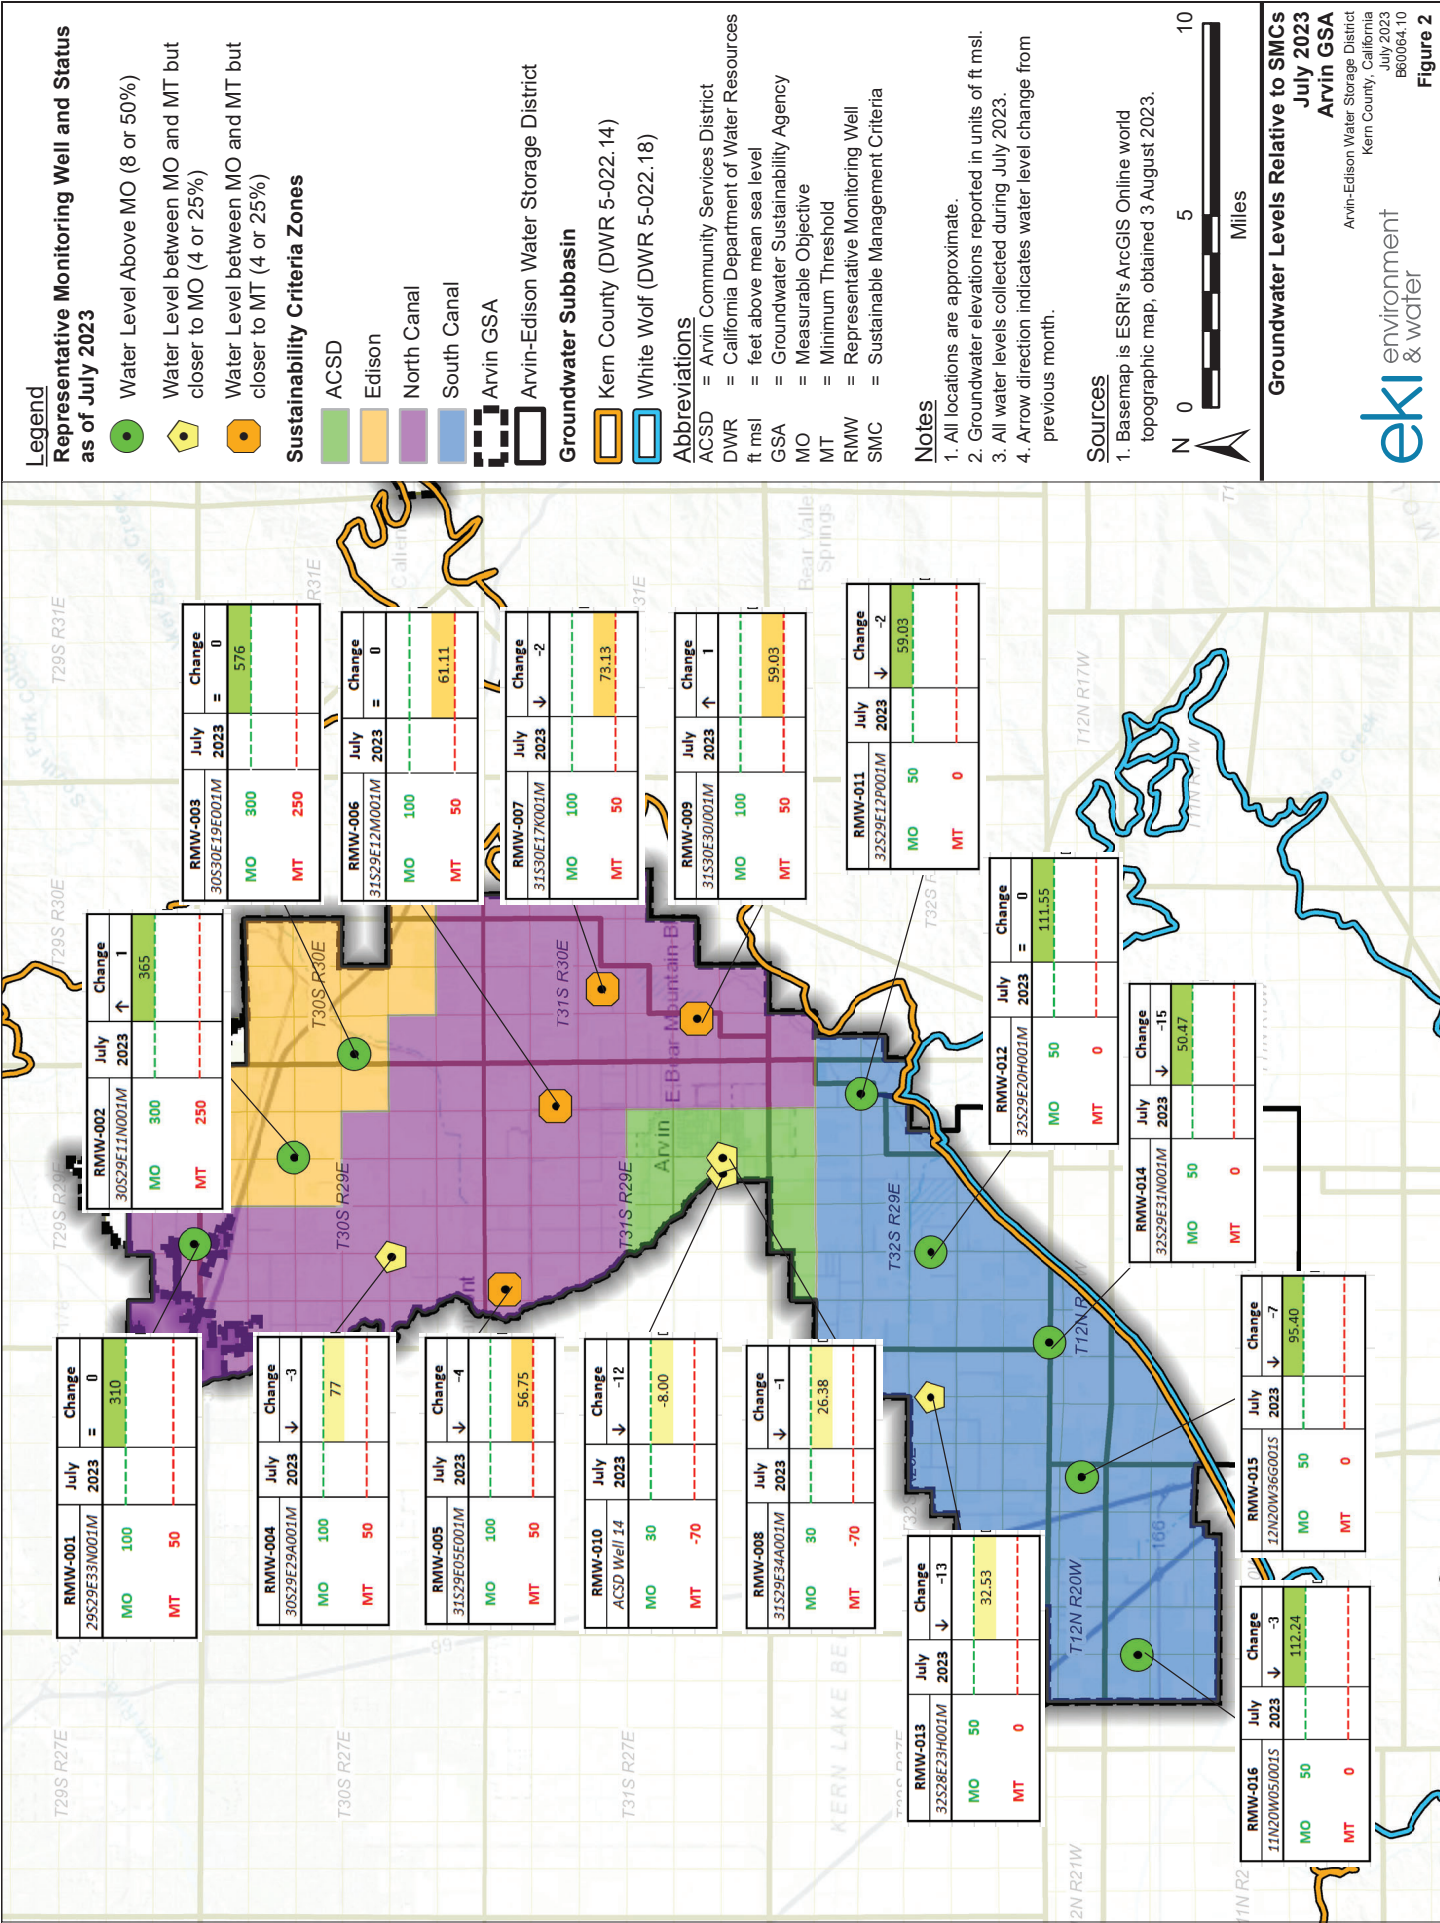 Legend
Representative Monitoring Well and Status
as of July 2023
Water Level Above MO (8 or 50%)
Water Level between MO and MT but
closer to MO (4 or 25%)
Water Level between MO and MT but
closer to MT (4 or 25%)
Sustainability Criteria Zones
ACSD
Edison
North Canal
South Canal
Arvin GSA
Arvin-Edison Water Storage District
Groundwater Subbasin
Kern County (DWR 5-022.14)
White Wolf (DWR 5-022.18)
Abbreviations
ACSD = Arvin Community Services District
DWR = California Department of Water Resources
ft msl = feet above mean sea level
GSA = Groundwater Sustainability Agency
MO = Measurable Objective
MT = Minimum Threshold
RMW = Representative Monitoring Well
SMC = Sustainable Management Criteria
Notes
1. All locations are approximate.
2. Groundwater elevations reported in units of ft msl.
3. All water levels collected during July 2023.
4. Arrow direction indicates water level change from
previous month.
Sources
1. Basemap is ESRI's ArcGIS Online world
topographic map, obtained 3 August 2023.
N
0 5 10
Miles
Groundwater Levels Relative to SMCs
July 2023
Arvin GSA
Arvin-Edison Water Storage District
Kern County, California
July 2023
B60064.10
Figure 2
eki environment
& water
RMW-001 July Change
29S29E33N001M 2023 = 0
MO 100 310
MT 50
RMW-002 July Change
30S29E11N001M 2023 ↑ 1
MO 300 365
MT 250
RMW-003 July Change
30S30E19E001M 2023 = 0
MO 300 576
MT 250
RMW-004 July Change
30S29E29A001M 2023 ↓ -3
MO 100 77
MT 50
RMW-006 July Change
31S29E12M001M 2023 = 0
MO 100 61.11
MT 50
RMW-005 July Change
31S29E05E001M 2023 ↓ -4
MO 100 56.75
MT 50
RMW-007 July Change
31S30E17K001M 2023 ↓ -2
MO 100 73.13
MT 50
RMW-010 July Change
ACSD Well 14 2023 ↓ -12
MO 30 -8.00
MT -70
RMW-009 July Change
31S30E30J001M 2023 ↑ 1
MO 100 59.03
MT 50
RMW-008 July Change
31S29E34A001M 2023 ↓ -1
MO 30 26.38
MT -70
RMW-011 July Change
32S29E12P001M 2023 ↓ -2
MO 50 59.03
MT 0
RMW-013 July Change
32S28E23H001M 2023 ↓ -13
MO 50 32.53
MT 0
RMW-012 July Change
32S29E20H001M 2023 = 0
MO 50 111.55
MT 0
RMW-014 July Change
32S29E31N001M 2023 ↓ -15
MO 50 50.47
MT 0
RMW-015 July Change
12N20W36G001S 2023 ↓ -7
MO 50 95.40
MT 0
RMW-016 July Change
11N20W05J001S 2023 ↓ -3
MO 50 112.24
MT 0
T29S R27E
T29S R29E
T29S R30E
T29S R31E
T30S R27E
T30S R29E
T30S R30E
R31E
T31S R27E
T31S R29E
T31S R30E
31E
T32S R29E
T12N R20W
T12N R17W
Arvin
E Bear Mountain Bl
KERN LAKE BE
Bear Valley
Springs
99
166